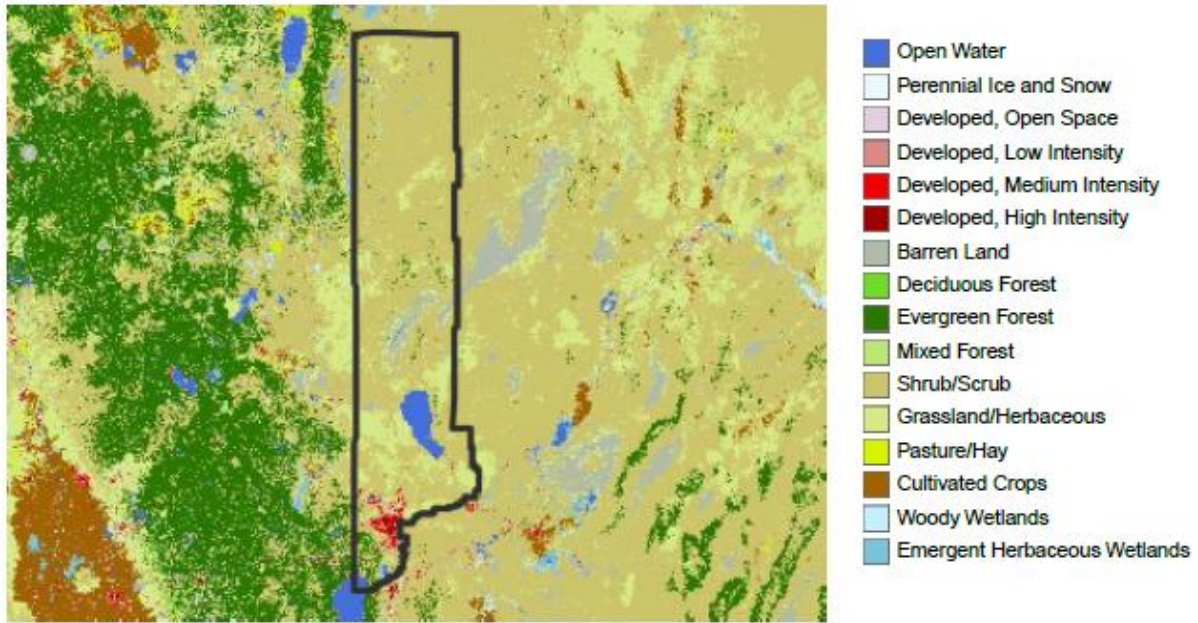 Open Water
Perennial Ice and Snow
Developed, Open Space
Developed, Low Intensity
Developed, Medium Intensity
Developed, High Intensity
Barren Land
Deciduous Forest
Evergreen Forest
Mixed Forest
Shrub/Scrub
Grassland/Herbaceous
Pasture/Hay
Cultivated Crops
Woody Wetlands
Emergent Herbaceous Wetlands